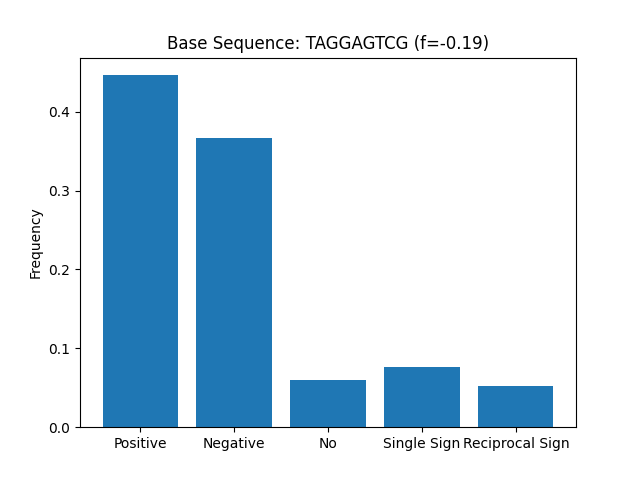 Base Sequence: TAGGAGTCG (f=-0.19)
Frequency
0.4
0.3
0.2
0.1
0.0
Positive Negative No Single Sign Reciprocal Sign